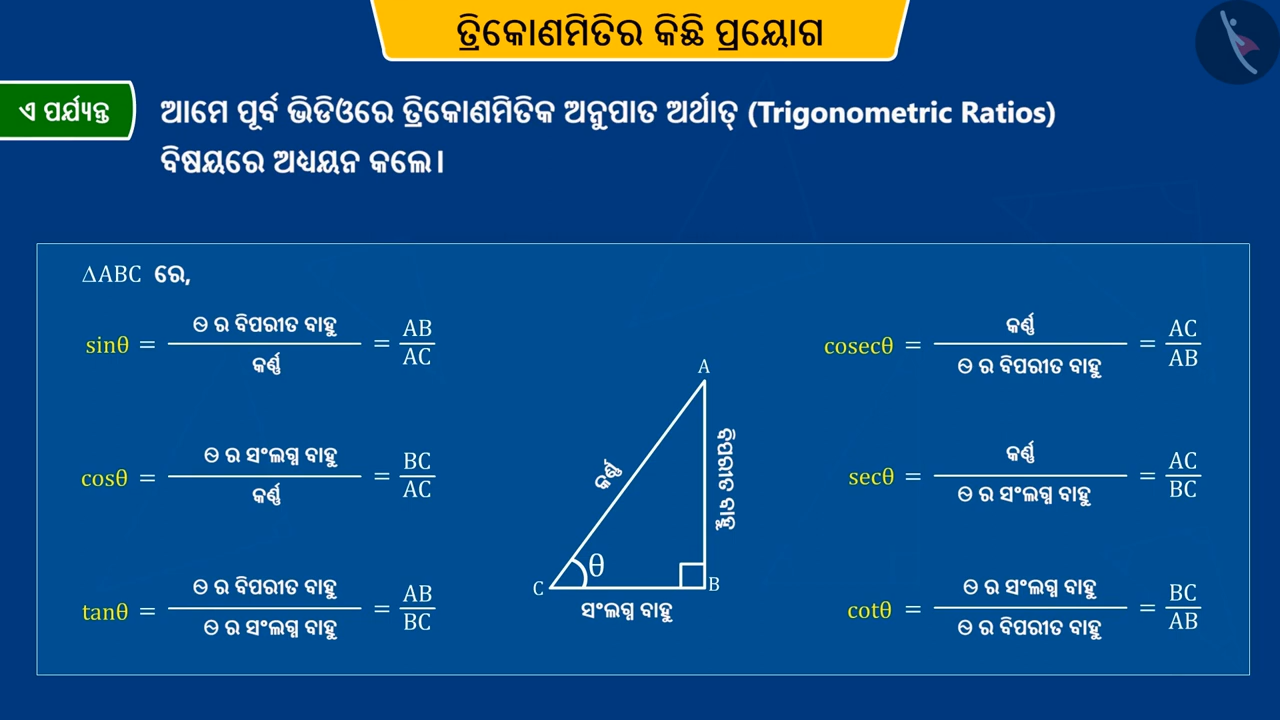 ତ୍ରିକୋଣମିତିର କିଛି ପ୍ରୟୋଗ
ଏ ପର୍ଯ୍ୟନ୍ତ
ଆମେ ପୂର୍ବ ଭିଡିଓରେ ତ୍ରିକୋଣମିତିକ ଅନୁପାତ ଅର୍ଥାତ୍ (Trigonometric Ratios)
ବିଷୟରେ ଅଧ୍ୟୟନ କଲେ।
ΔABC ରେ,
sinθ = Θ ର ବିପରୀତ ବାହୁ / କର୍ଣ୍ଣ = AB / AC
cosθ = Θ ର ସଂଲଗ୍ନ ବାହୁ / କର୍ଣ୍ଣ = BC / AC
tanθ = Θ ର ବିପରୀତ ବାହୁ / Θ ର ସଂଲଗ୍ନ ବାହୁ = AB / BC
A
କର୍ଣ୍ଣ
ବିପରୀତ ବାହୁ
θ
C
B
ସଂଲଗ୍ନ ବାହୁ
cosecθ = କର୍ଣ୍ଣ / Θ ର ବିପରୀତ ବାହୁ = AC / AB
secθ = କର୍ଣ୍ଣ / Θ ର ସଂଲଗ୍ନ ବାହୁ = AC / BC
cotθ = Θ ର ସଂଲଗ୍ନ ବାହୁ / Θ ର ବିପରୀତ ବାହୁ = BC / AB